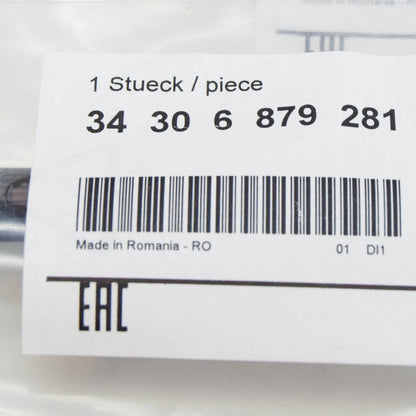 1 Stueck / piece
34 30 6 879 281
Made in Romania - RO 01 DI1
EAC